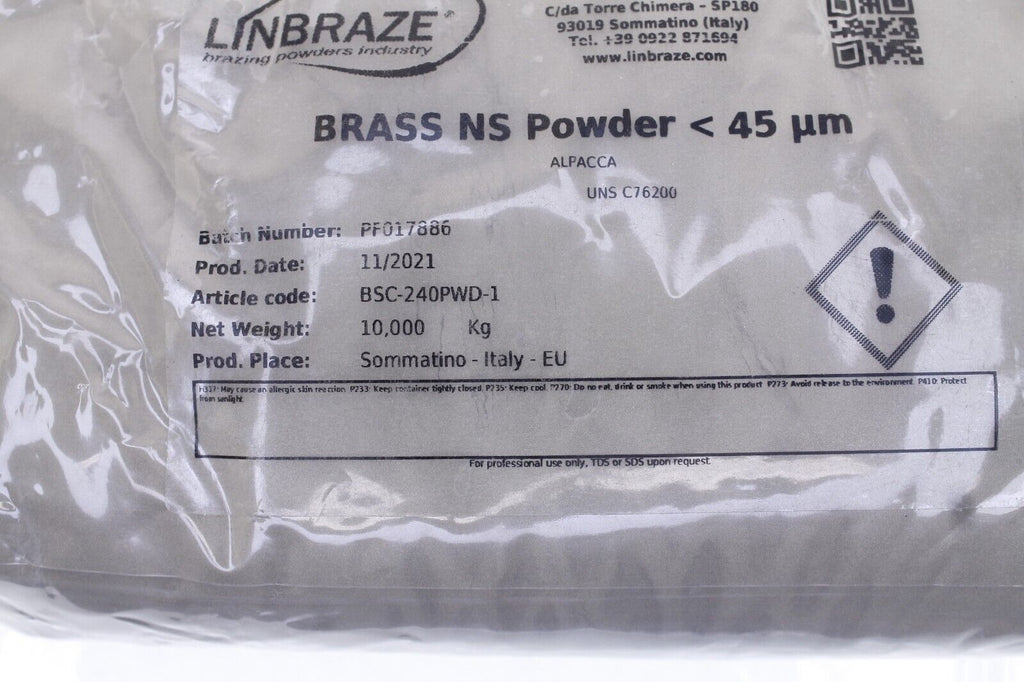 LINBRAZE®
brazing powders industry
C/da Torre Chimera - SP180
93019 Sommatino (Italy)
Tel. +39 0922 871694
www.linbraze.com
BRASS NS Powder < 45 µm
ALPACCA
UNS C76200
Batch Number: PF017886
Prod. Date: 11/2021
Article code: BSC-240PWD-1
Net Weight: 10,000 Kg
Prod. Place: Sommatino - Italy - EU
H317: May cause an allergic skin reaction. P233: Keep container tightly closed. P235: Keep cool. P270: Do no eat, drink or smoke when using this product. P273: Avoid release to the environment. P410: Protect
from sunlight.
For professional use only, TDS or SDS upon request.